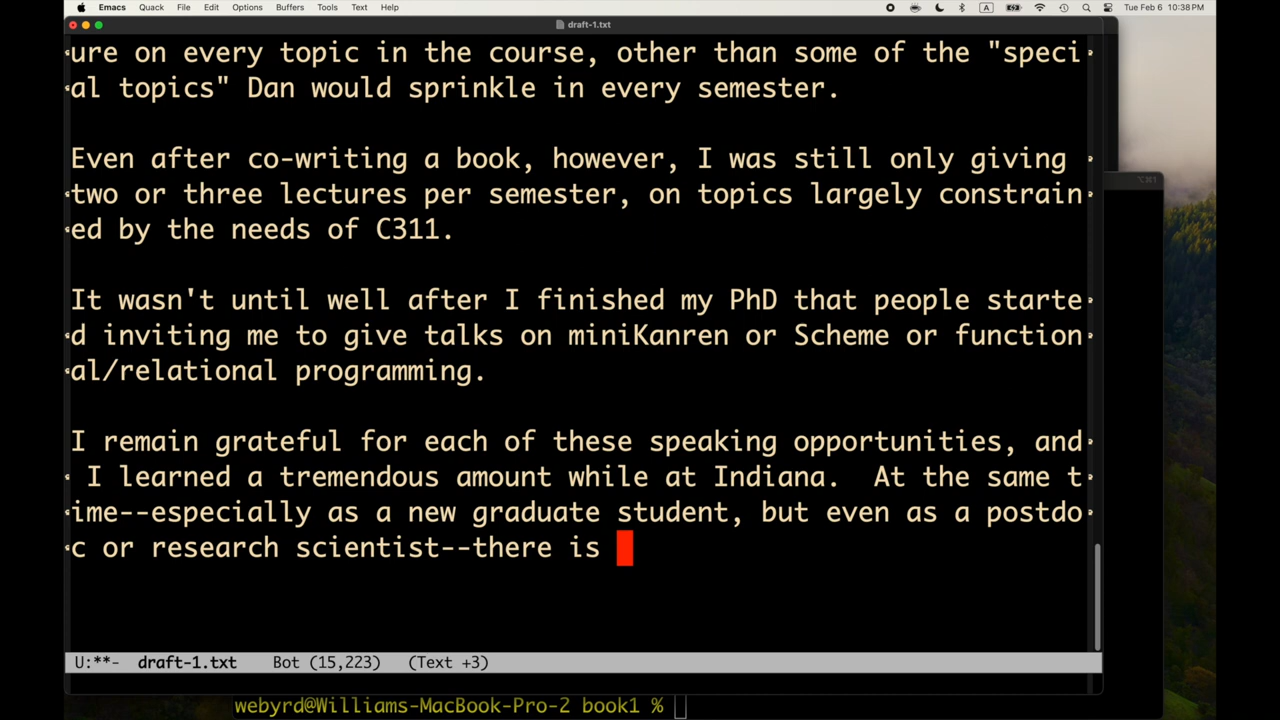 Emacs Quack File Edit Options Buffers Tools Text Help A Tue Feb 6 10:38 PM
draft-1.txt
ure on every topic in the course, other than some of the "speci
al topics" Dan would sprinkle in every semester.
Even after co-writing a book, however, I was still only giving
two or three lectures per semester, on topics largely constrain
ed by the needs of C311.
It wasn't until well after I finished my PhD that people starte
d inviting me to give talks on miniKanren or Scheme or function
al/relational programming.
I remain grateful for each of these speaking opportunities, and
I learned a tremendous amount while at Indiana.  At the same t
ime--especially as a new graduate student, but even as a postdo
c or research scientist--there is
U:**-  draft-1.txt    Bot (15,223)   (Text +3)
webyrd@Williams-MacBook-Pro-2 book1 %
⌥⌘1